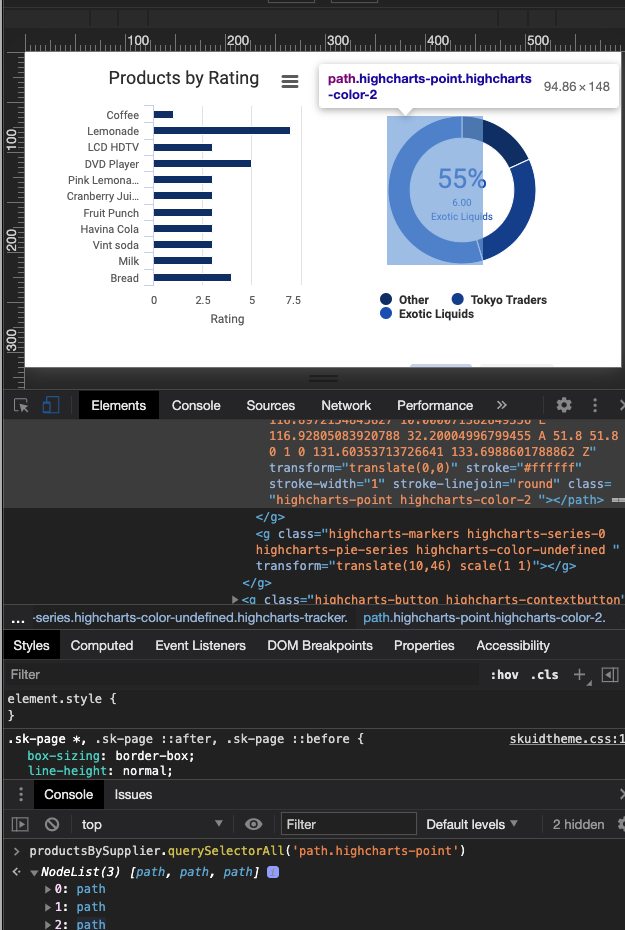 100 200 300 400 500
Products by Rating
path.highcharts-point.highcharts
-color-2
94.86 × 148
100
200
300
Coffee
Lemonade
LCD HDTV
DVD Player
Pink Lemona...
Cranberry Jui...
Fruit Punch
Havina Cola
Vint soda
Milk
Bread
0 2.5 5 7.5
Rating
55%
6.00
Exotic Liquids
Other Tokyo Traders
Exotic Liquids
Elements Console Sources Network Performance »
116.92805083920788 32.20004996799455 A 51.8 51.8
0 1 0 131.60353713726641 133.6988601788862 Z"
transform="translate(0,0)" stroke="#ffffff"
stroke-width="1" stroke-linejoin="round" class=
"highcharts-point highcharts-color-2 "></path> ==
</g>
<g class="highcharts-markers highcharts-series-0
highcharts-pie-series highcharts-color-undefined "
transform="translate(10,46) scale(1 1)"></g>
</g>
<g class="highcharts-button highcharts-contextbutton"
... -series.highcharts-color-undefined.highcharts-tracker. path.highcharts-point.highcharts-color-2.
Styles Computed Event Listeners DOM Breakpoints Properties Accessibility
Filter :hov .cls +
element.style {
}
.sk-page *, .sk-page ::after, .sk-page ::before { skuidtheme.css:1
box-sizing: border-box;
line-height: normal;
Console Issues
top Filter Default levels 2 hidden
> productsBySupplier.querySelectorAll('path.highcharts-point')
NodeList(3) [path, path, path] i
0: path
1: path
2: path